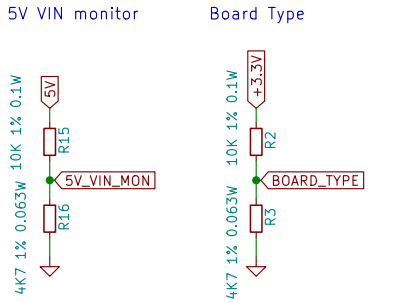 5V VIN monitor
Board Type
5V
+3.3V
10K 1% 0.1W
R15
10K 1% 0.1W
R2
5V_VIN_MON
BOARD_TYPE
4K7 1% 0.063W
R16
4K7 1% 0.063W
R3